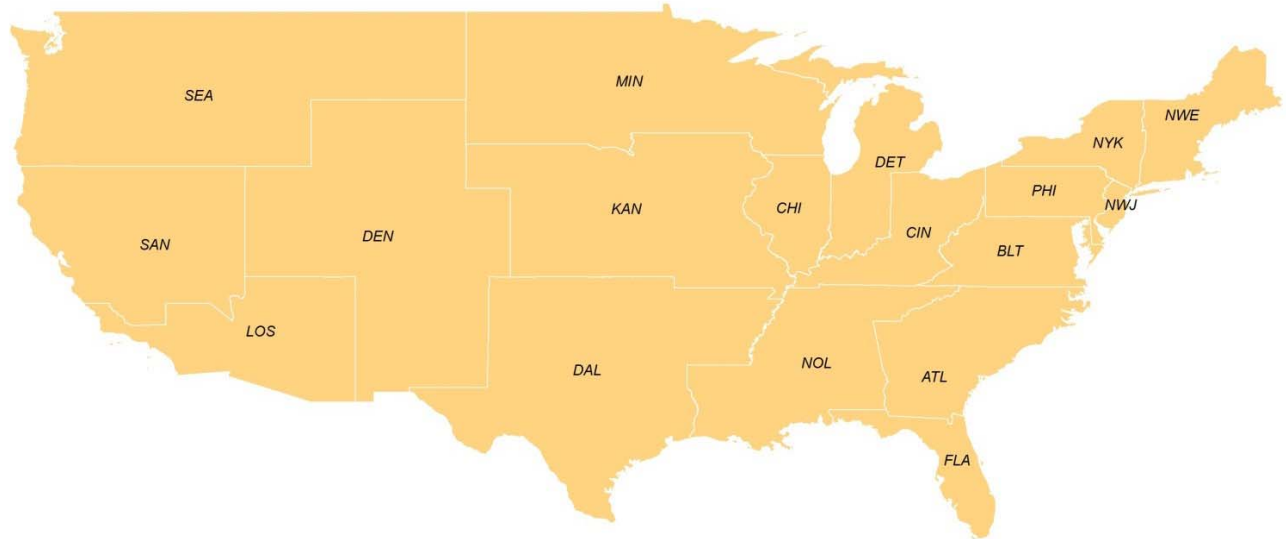 SEA
MIN
NWE
NYK
DET
PHI
NWJ
KAN
CHI
CIN
DEN
SAN
BLT
LOS
NOL
DAL
ATL
FLA